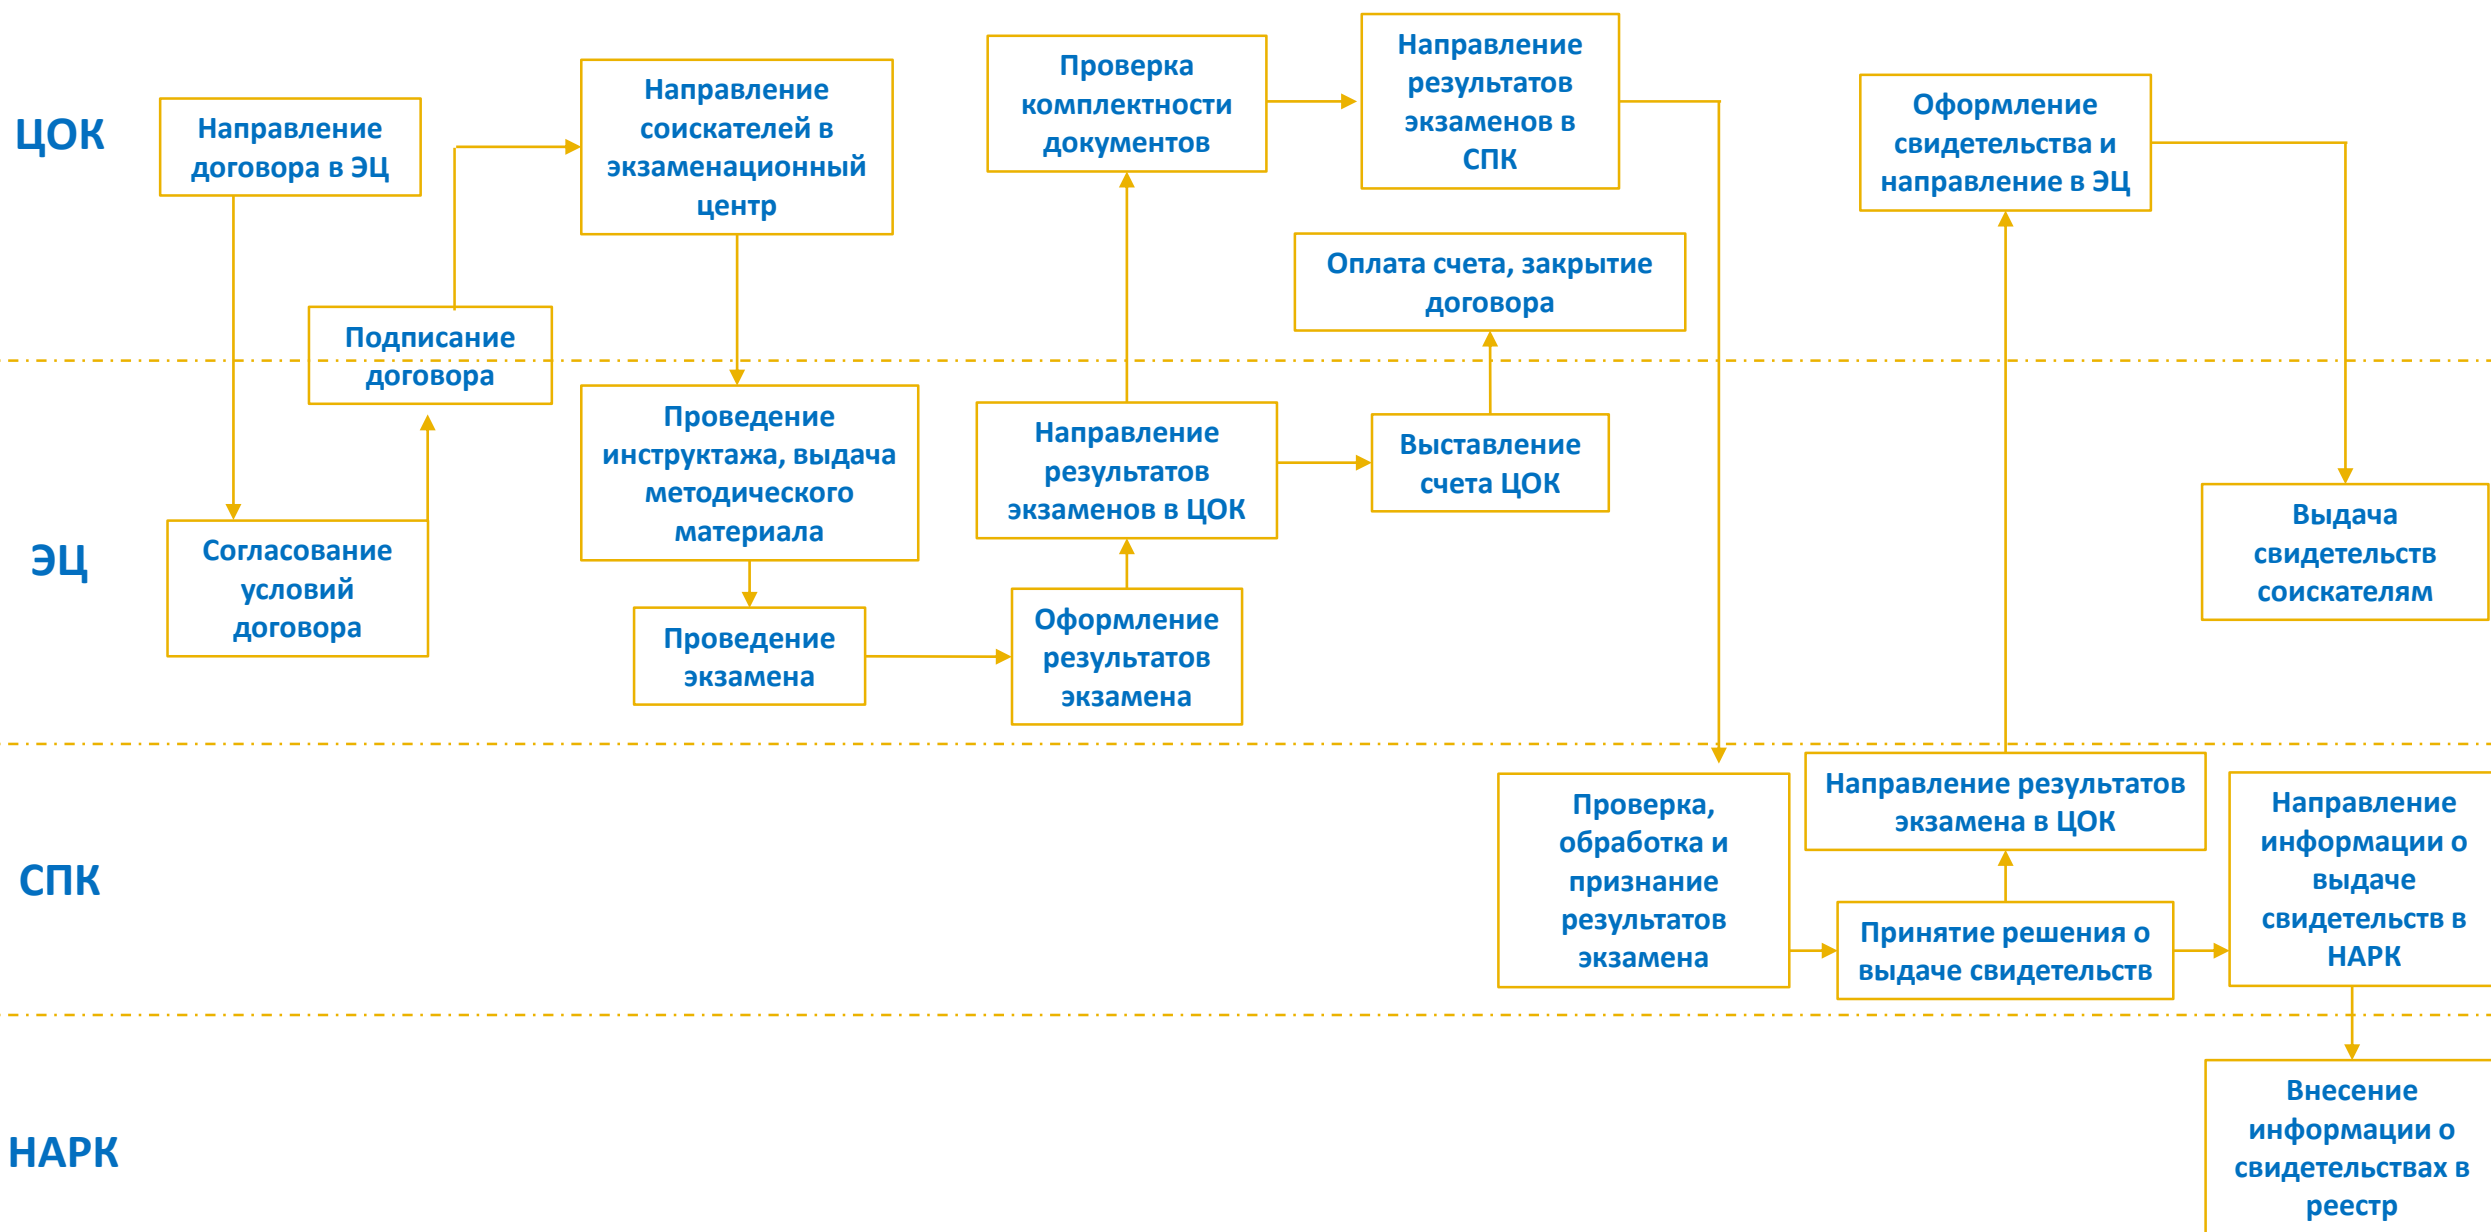 ЦОК
Направление
договора в ЭЦ
Подписание
договора
Направление
соискателей в
экзаменационный
центр
Проверка
комплектности
документов
Направление
результатов
экзаменов в
СПК
Оплата счета, закрытие
договора
Оформление
свидетельства и
направление в ЭЦ
ЭЦ
Согласование
условий
договора
Проведение
инструктажа, выдача
методического
материала
Проведение
экзамена
Оформление
результатов
экзамена
Направление
результатов
экзаменов в ЦОК
Выставление
счета ЦОК
Выдача
свидетельств
соискателям
СПК
Проверка,
обработка и
признание
результатов
экзамена
Направление результатов
экзамена в ЦОК
Принятие решения о
выдаче свидетельств
Направление
информации о
выдаче
свидетельств в
НАРК
НАРК
Внесение
информации о
свидетельствах в
реестр